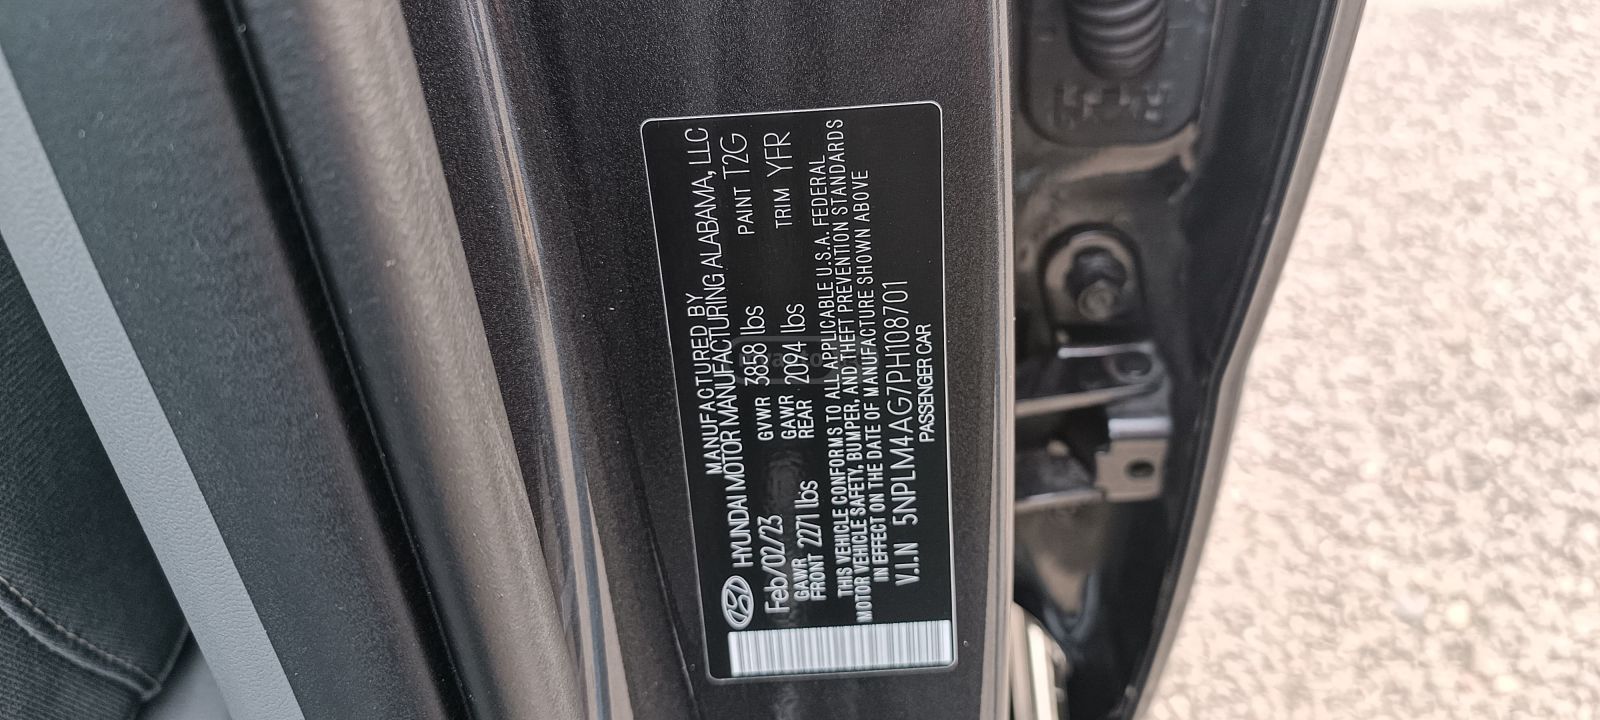 MANUFACTURED BY
HYUNDAI MOTOR MANUFACTURING ALABAMA, LLC
Feb/02/23 GVWR 3858 lbs PAINT T2G
GAWR FRONT 2271 lbs GAWR REAR 2094 lbs TRIM YFR
THIS VEHICLE CONFORMS TO ALL APPLICABLE U.S.A. FEDERAL
MOTOR VEHICLE SAFETY, BUMPER, AND THEFT PREVENTION STANDARDS
IN EFFECT ON THE DATE OF MANUFACTURE SHOWN ABOVE
V.I.N 5NPLM4AG7PH108701
PASSENGER CAR